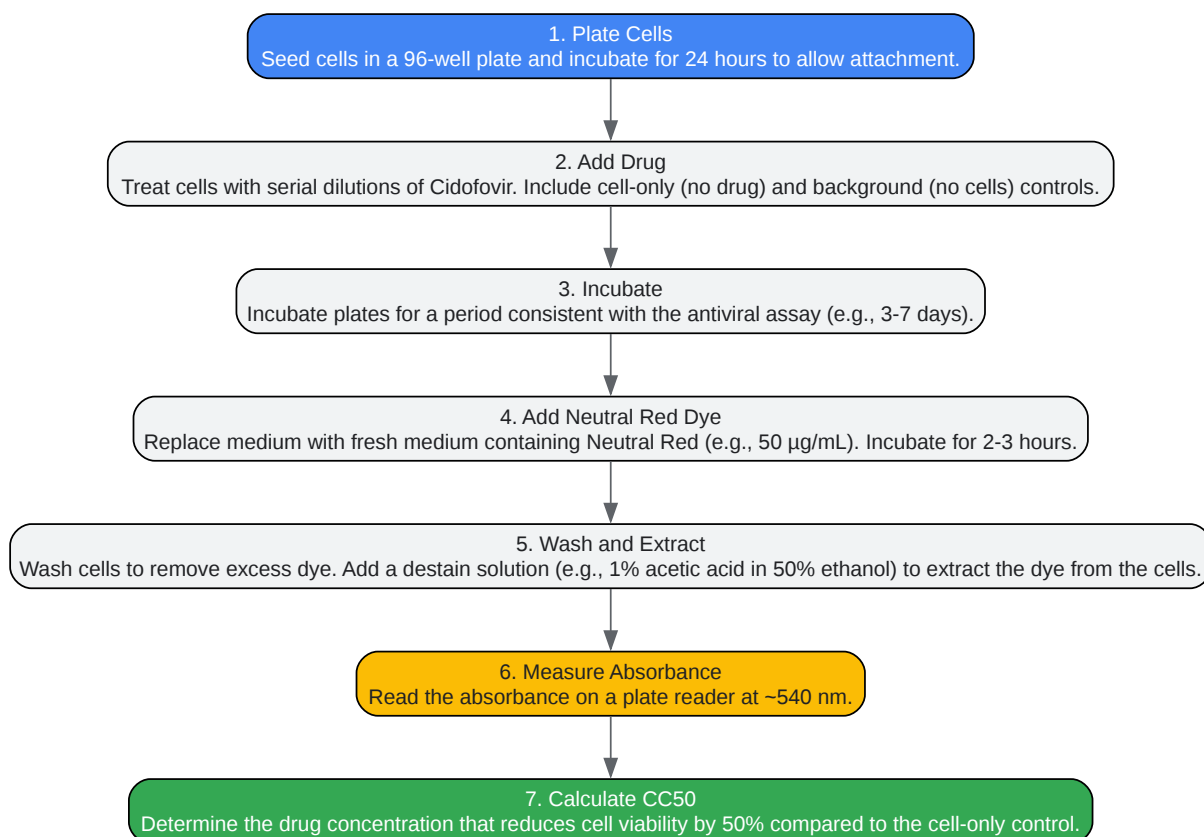 1. Plate Cells
Seed cells in a 96-well plate and incubate for 24 hours to allow attachment.
2. Add Drug
Treat cells with serial dilutions of Cidofovir. Include cell-only (no drug) and background (no cells) controls.
3. Incubate
Incubate plates for a period consistent with the antiviral assay (e.g., 3-7 days).
4. Add Neutral Red Dye
Replace medium with fresh medium containing Neutral Red (e.g., 50 µg/mL). Incubate for 2-3 hours.
5. Wash and Extract
Wash cells to remove excess dye. Add a destain solution (e.g., 1% acetic acid in 50% ethanol) to extract the dye from the cells.
6. Measure Absorbance
Read the absorbance on a plate reader at ~540 nm.
7. Calculate CC50
Determine the drug concentration that reduces cell viability by 50% compared to the cell-only control.